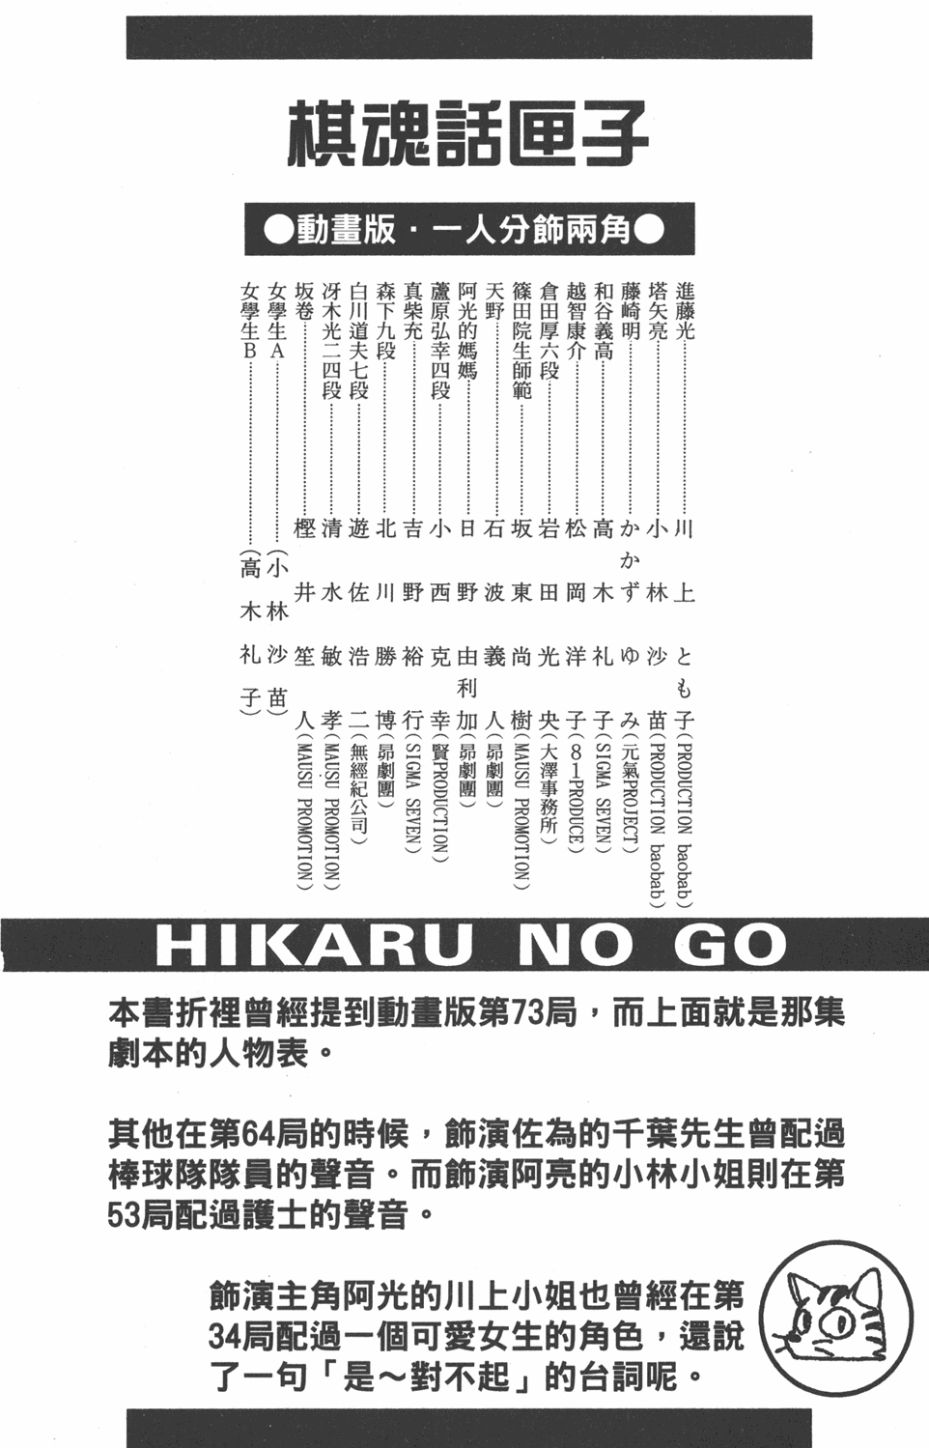 棋魂話匣子
●動畫版・一人分飾兩角●
進藤光………川上とも子(PRODUCTION baobab)
塔矢亮………小林沙苗(PRODUCTION baobab)
藤崎明………かかずゆみ(元氣PROJECT)
和谷義高………高木礼子(SIGMA SEVEN)
越智康介………松岡洋子(81PRODUCE)
倉田厚六段………岩田光央(大澤事務所)
篠田院生師範………坂東尚樹(MAUSU PROMOTION)
天野………石波義人(昴劇團)
阿光的媽媽………日野由利加(昴劇團)
蘆原弘幸四段………小西克幸(賢PRODUCTION)
真柴充………吉野裕行(SIGMA SEVEN)
森下九段………北川勝博(昴劇團)
白川道夫七段………遊佐浩二(無經紀公司)
冴木光二四段………清水敏孝(MAUSU PROMOTION)
坂卷………樫井笙人(MAUSU PROMOTION)
女學生A………(小林沙苗)
女學生B………(高木礼子)
HIKARU NO GO
本書折裡曾經提到動畫版第73局，而上面就是那集
劇本的人物表。
其他在第64局的時候，飾演佐為的千葉先生曾配過
棒球隊隊員的聲音。而飾演阿亮的小林小姐則在第
53局配過護士的聲音。
飾演主角阿光的川上小姐也曾經在第
34局配過一個可愛女生的角色，還說
了一句「是～對不起」的台詞呢。